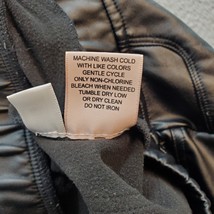 MACHINE WASH COLD
WITH LIKE COLORS
GENTLE CYCLE
ONLY NON-CHLORINE
BLEACH WHEN NEEDED
TUMBLE DRY LOW
OR DRY CLEAN
DO NOT IRON